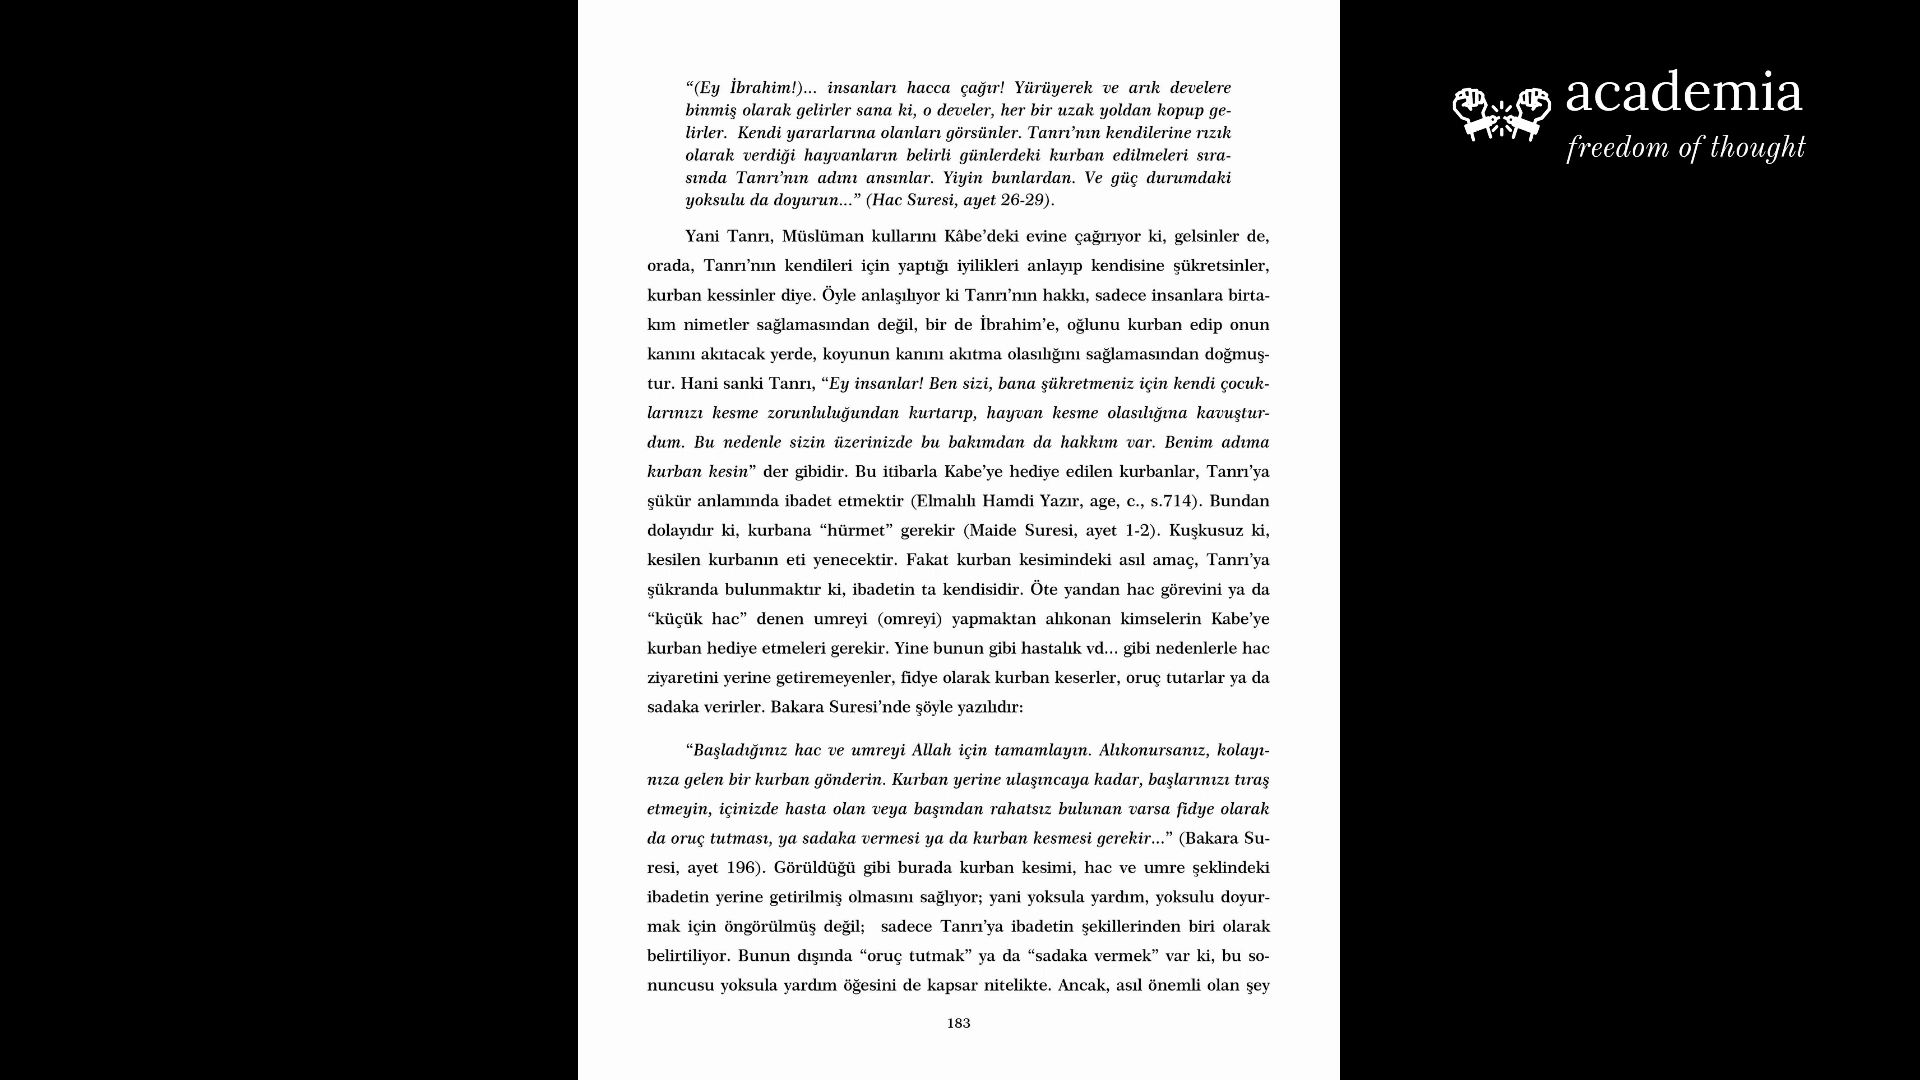 “(Ey İbrahim!)... insanları hacca çağır! Yürüyerek ve arık develere
binmiş olarak gelirler sana ki, o develer, her bir uzak yoldan kopup ge-
lirler. Kendi yararlarına olanları görsünler. Tanrı’nın kendilerine rızık
olarak verdiği hayvanların belirli günlerdeki kurban edilmeleri sıra-
sında Tanrı’nın adını ansınlar. Yiyin bunlardan. Ve güç durumdaki
yoksulu da doyurun...” (Hac Suresi, ayet 26-29).
Yani Tanrı, Müslüman kullarını Kâbe’deki evine çağırıyor ki, gelsinler de,
orada, Tanrı’nın kendileri için yaptığı iyilikleri anlayıp kendisine şükretsinler,
kurban kessinler diye. Öyle anlaşılıyor ki Tanrı’nın hakkı, sadece insanlara birta-
kım nimetler sağlamasından değil, bir de İbrahim’e, oğlunu kurban edip onun
kanını akıtacak yerde, koyunun kanını akıtma olasılığını sağlamasından doğmuş-
tur. Hani sanki Tanrı, “Ey insanlar! Ben sizi, bana şükretmeniz için kendi çocuk-
larınızı kesme zorunluluğundan kurtarıp, hayvan kesme olasılığına kavuştur-
dum. Bu nedenle sizin üzerinizde bu bakımdan da hakkım var. Benim adıma
kurban kesin” der gibidir. Bu itibarla Kabe’ye hediye edilen kurbanlar, Tanrı’ya
şükür anlamında ibadet etmektir (Elmalılı Hamdi Yazır, age, c., s.714). Bundan
dolayıdır ki, kurbana “hürmet” gerekir (Maide Suresi, ayet 1-2). Kuşkusuz ki,
kesilen kurbanın eti yenecektir. Fakat kurban kesimindeki asıl amaç, Tanrı’ya
şükranda bulunmaktır ki, ibadetin ta kendisidir. Öte yandan hac görevini ya da
“küçük hac” denen umreyi (omreyi) yapmaktan alıkonan kimselerin Kabe’ye
kurban hediye etmeleri gerekir. Yine bunun gibi hastalık vd... gibi nedenlerle hac
ziyaretini yerine getiremeyenler, fidye olarak kurban keserler, oruç tutarlar ya da
sadaka verirler. Bakara Suresi’nde şöyle yazılıdır:
“Başladığınız hac ve umreyi Allah için tamamlayın. Alıkonursanız, kolayı-
nıza gelen bir kurban gönderin. Kurban yerine ulaşıncaya kadar, başlarınızı tıraş
etmeyin, içinizde hasta olan veya başından rahatsız bulunan varsa fidye olarak
da oruç tutması, ya sadaka vermesi ya da kurban kesmesi gerekir...” (Bakara Su-
resi, ayet 196). Görüldüğü gibi burada kurban kesimi, hac ve umre şeklindeki
ibadetin yerine getirilmiş olmasını sağlıyor; yani yoksula yardım, yoksulu doyur-
mak için öngörülmüş değil; sadece Tanrı’ya ibadetin şekillerinden biri olarak
belirtiliyor. Bunun dışında “oruç tutmak” ya da “sadaka vermek” var ki, bu so-
nuncusu yoksula yardım öğesini de kapsar nitelikte. Ancak, asıl önemli olan şey
183
academia
freedom of thought